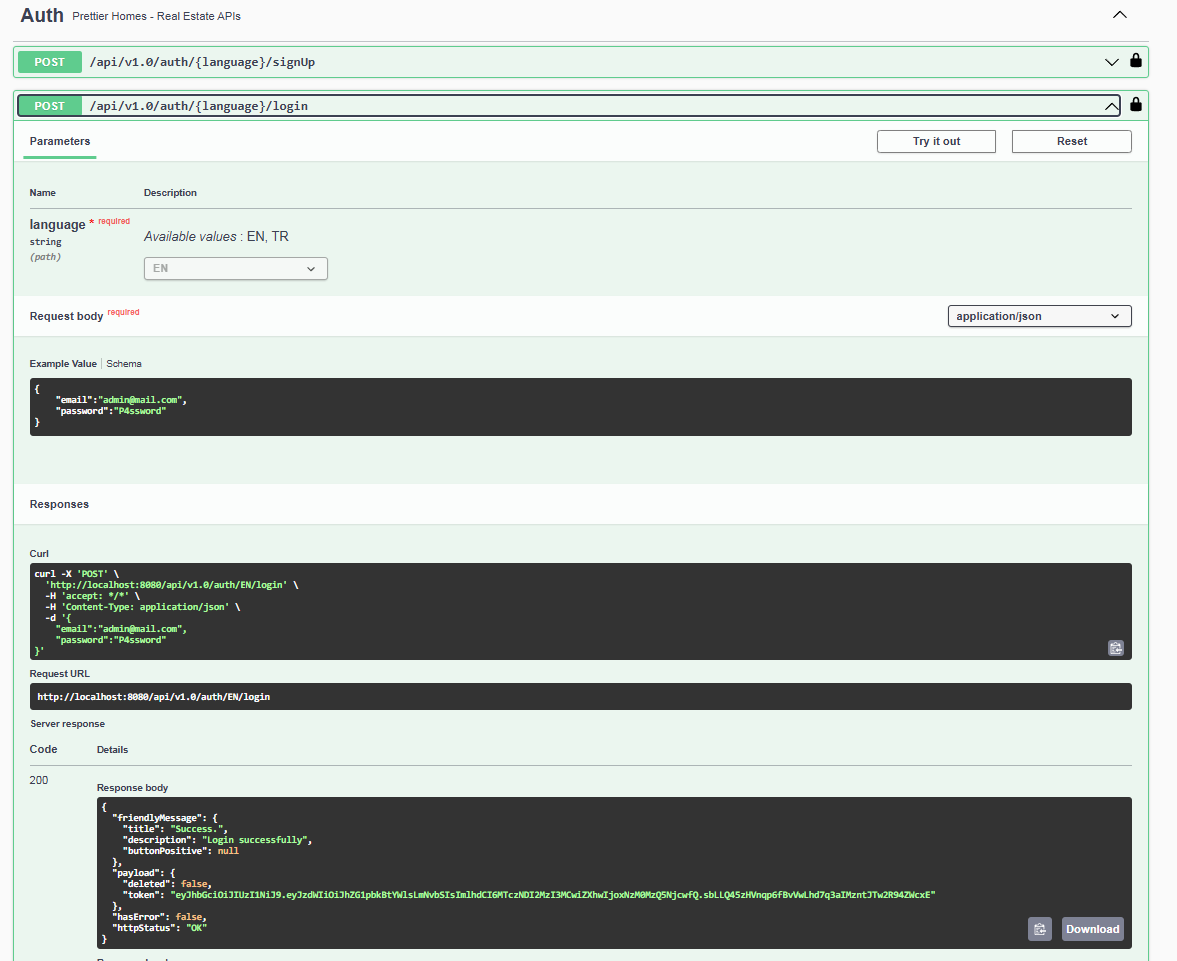 Auth Prettier Homes - Real Estate APIs
POST /api/v1.0/auth/{language}/signUp
POST /api/v1.0/auth/{language}/login
Parameters Try it out Reset
Name Description
language * required
string
(path)
Available values : EN, TR
EN
Request body required application/json
Example Value Schema
{
"email":"admin@mail.com",
"password":"P4ssword"
}
Responses
Curl
curl -X 'POST' \
'http://localhost:8080/api/v1.0/auth/EN/login' \
-H 'accept: */*' \
-H 'Content-Type: application/json' \
-d '{
"email":"admin@mail.com",
"password":"P4ssword"
}'
Request URL
http://localhost:8080/api/v1.0/auth/EN/login
Server response
Code Details
200
Response body
{
"friendlyMessage": {
"title": "Success.",
"description": "Login successfully",
"buttonPositive": null
},
"payload": {
"deleted": false,
"token": "eyJhbGciOiJIUzI1NiJ9.eyJzdWIiOiJhZG1pbkBtYWlsLmNvbSIsImlhdCI6MTczNDI2MzI3MCwiZXhwIjoxNzM0MzQ5NjcwfQ.sbLLQ45zHVnqp6fBvVwLhd7q3aIMzntJTw2R94ZWcxE"
},
"hasError": false,
"httpStatus": "OK"
}
Download